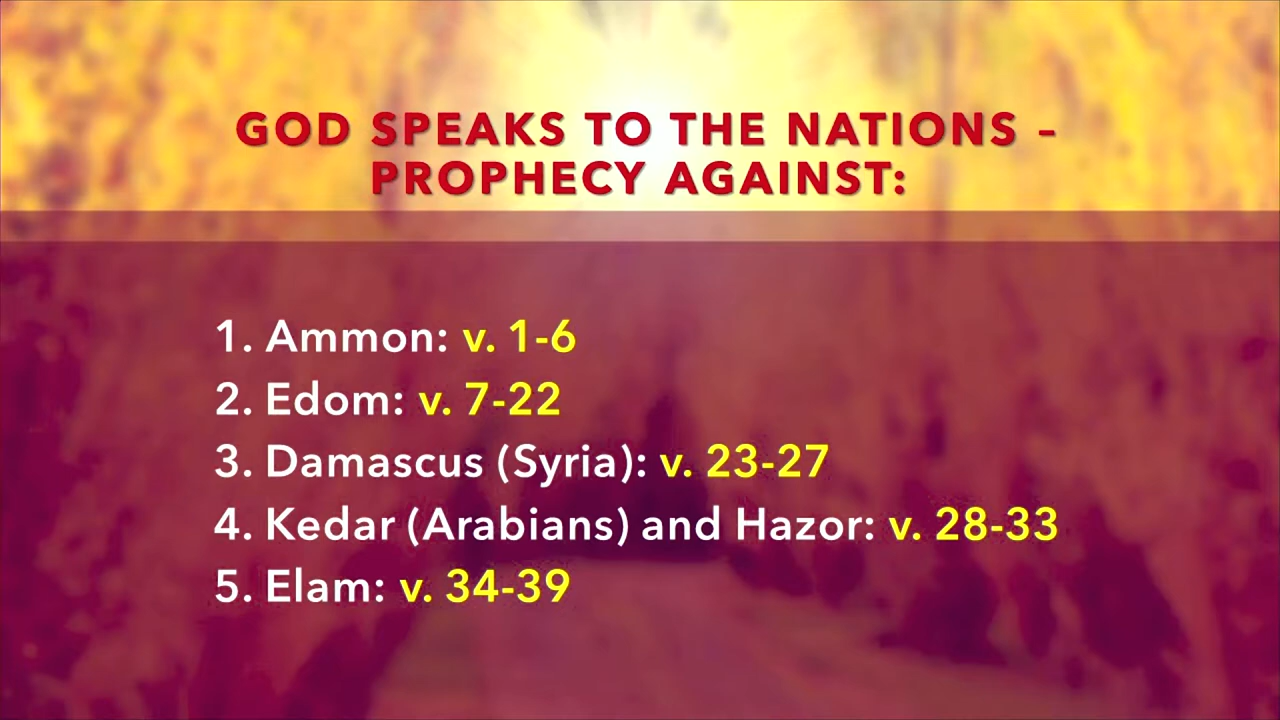 GOD SPEAKS TO THE NATIONS –
PROPHECY AGAINST:
1. Ammon: v. 1-6
2. Edom: v. 7-22
3. Damascus (Syria): v. 23-27
4. Kedar (Arabians) and Hazor: v. 28-33
5. Elam: v. 34-39